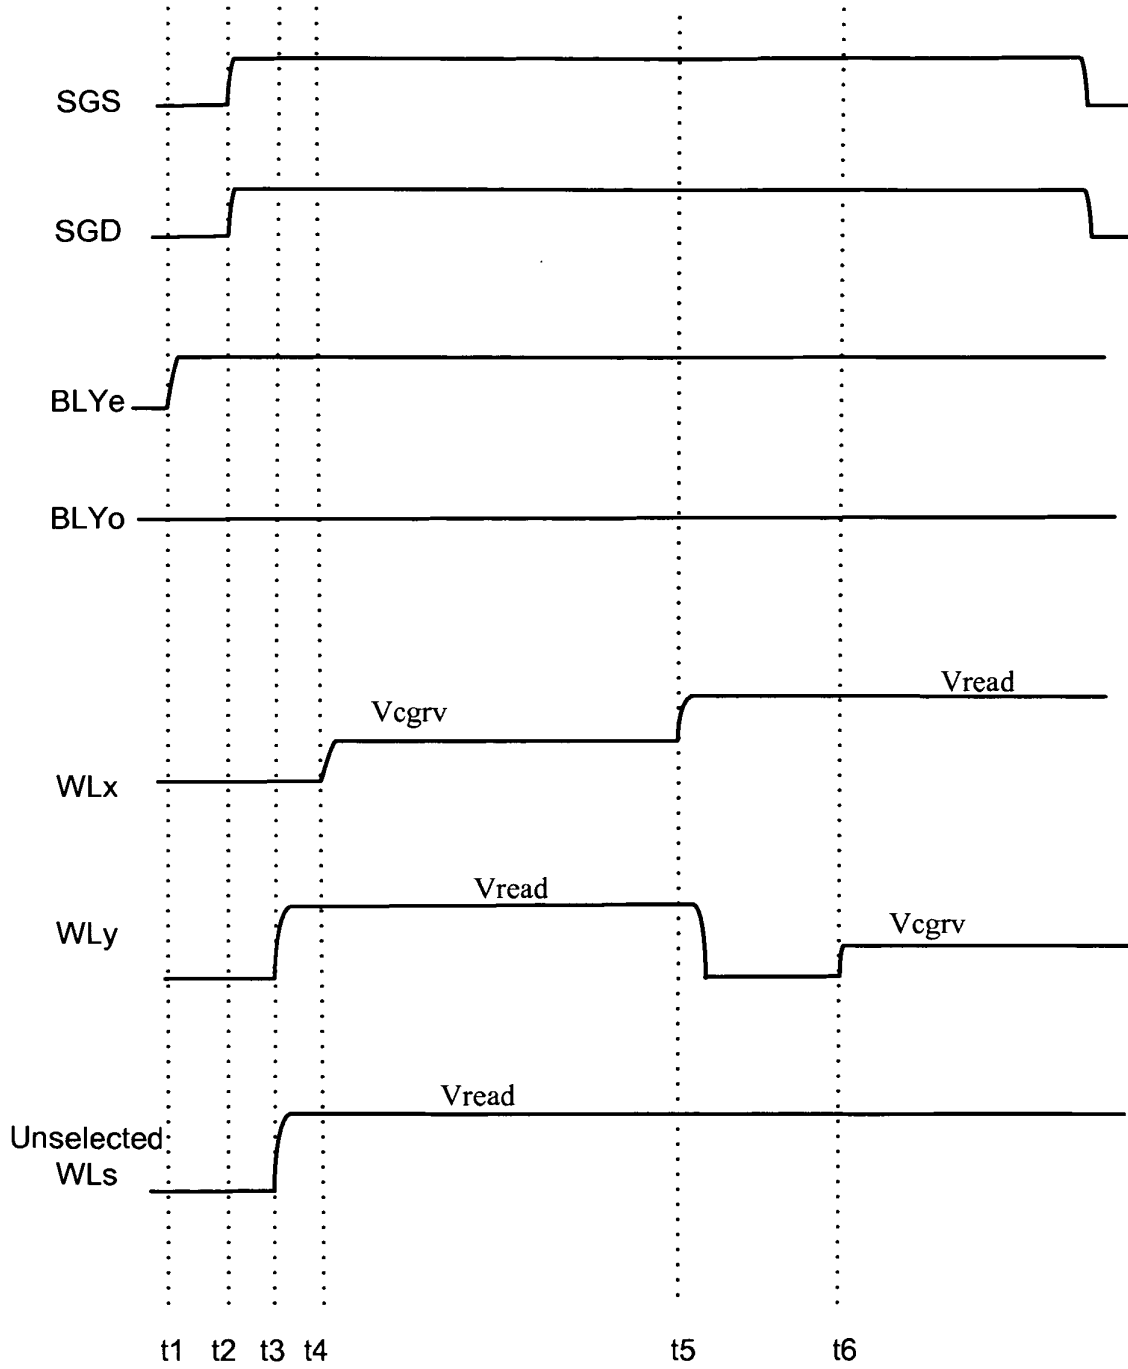 SGS
SGD
BLYe
BLYo
Vread
Vcgrv
WLx
Vread
WLy
Vcgrv
Vread
Unselected
WLs
t1 t2 t3 t4 t5 t6